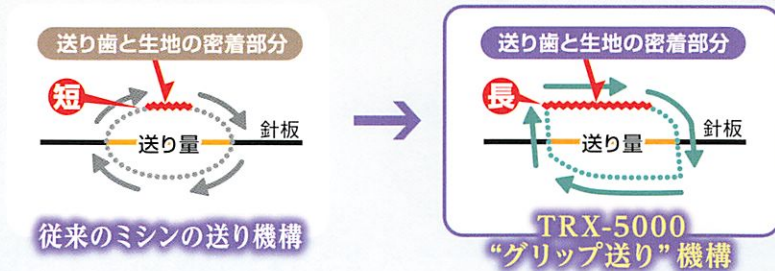 送り歯と生地の密着部分
短
送り量
針板
従来のミシンの送り機構
送り歯と生地の密着部分
長
送り量
針板
TRX-5000
“グリップ送り”機構